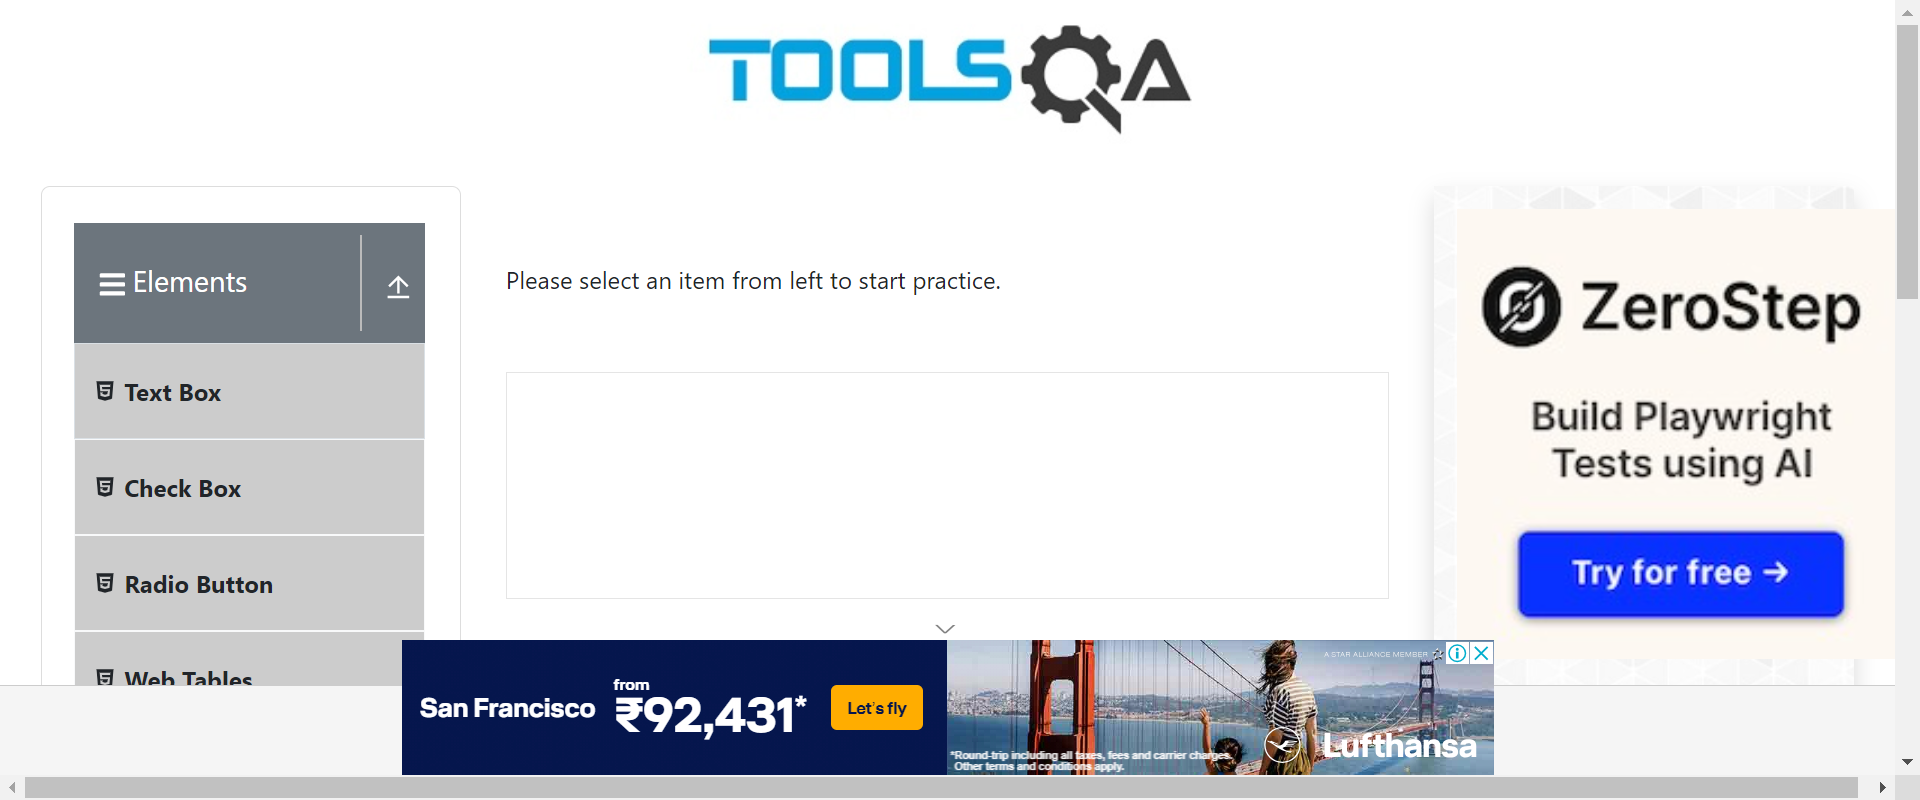 TOOLSQA
Elements
Text Box
Check Box
Radio Button
Web Tables
Please select an item from left to start practice.
ZeroStep
Build Playwright
Tests using AI
Try for free →
San Francisco
from
₹92,431*
Let's fly
A STAR ALLIANCE MEMBER
*Round-trip including all taxes, fees and carrier charges.
Other terms and conditions apply.
Lufthansa